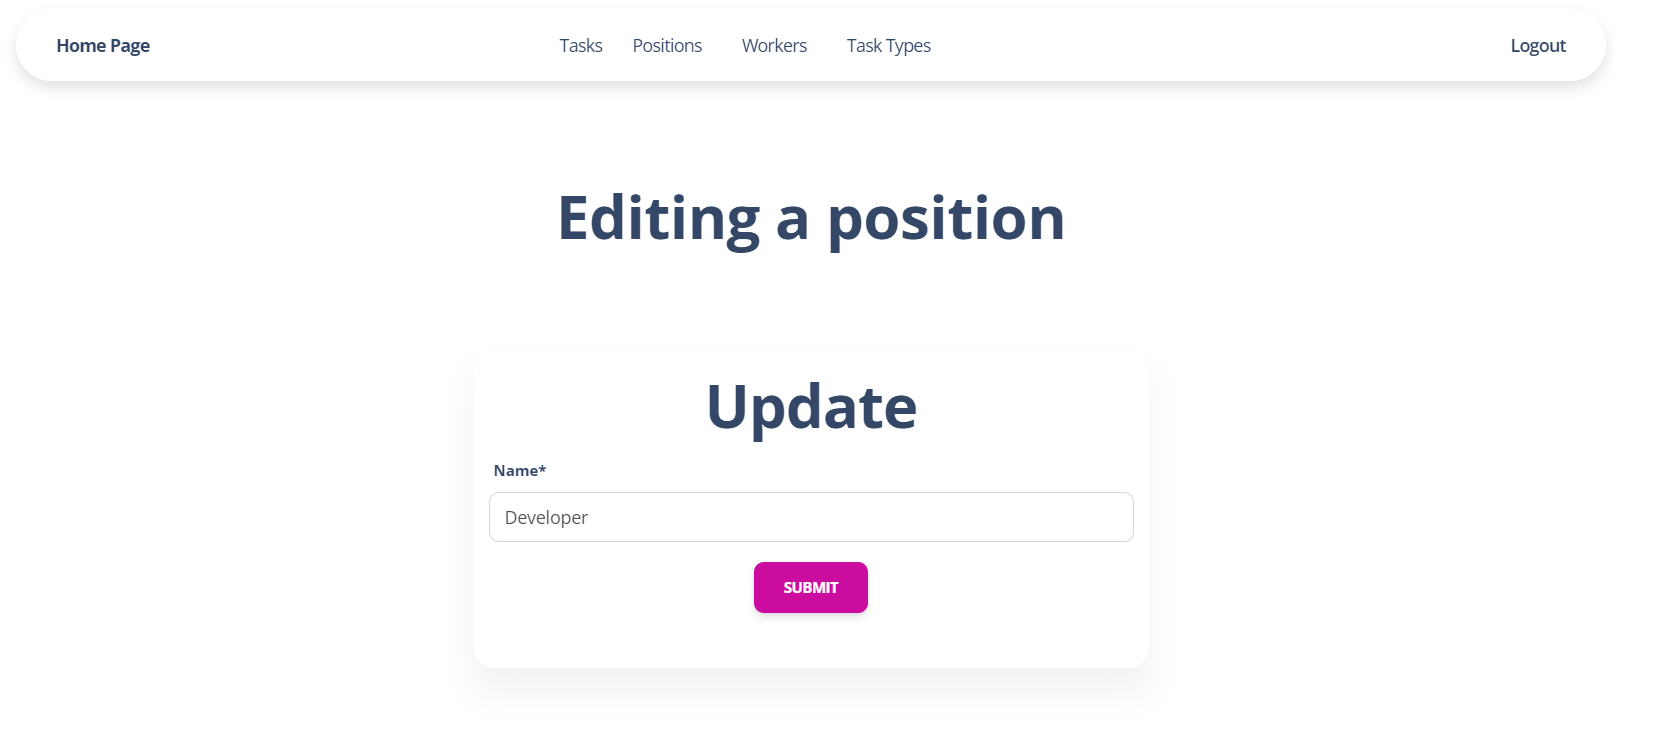 Home Page Tasks Positions Workers Task Types Logout
Editing a position
Update
Name*
Developer
SUBMIT